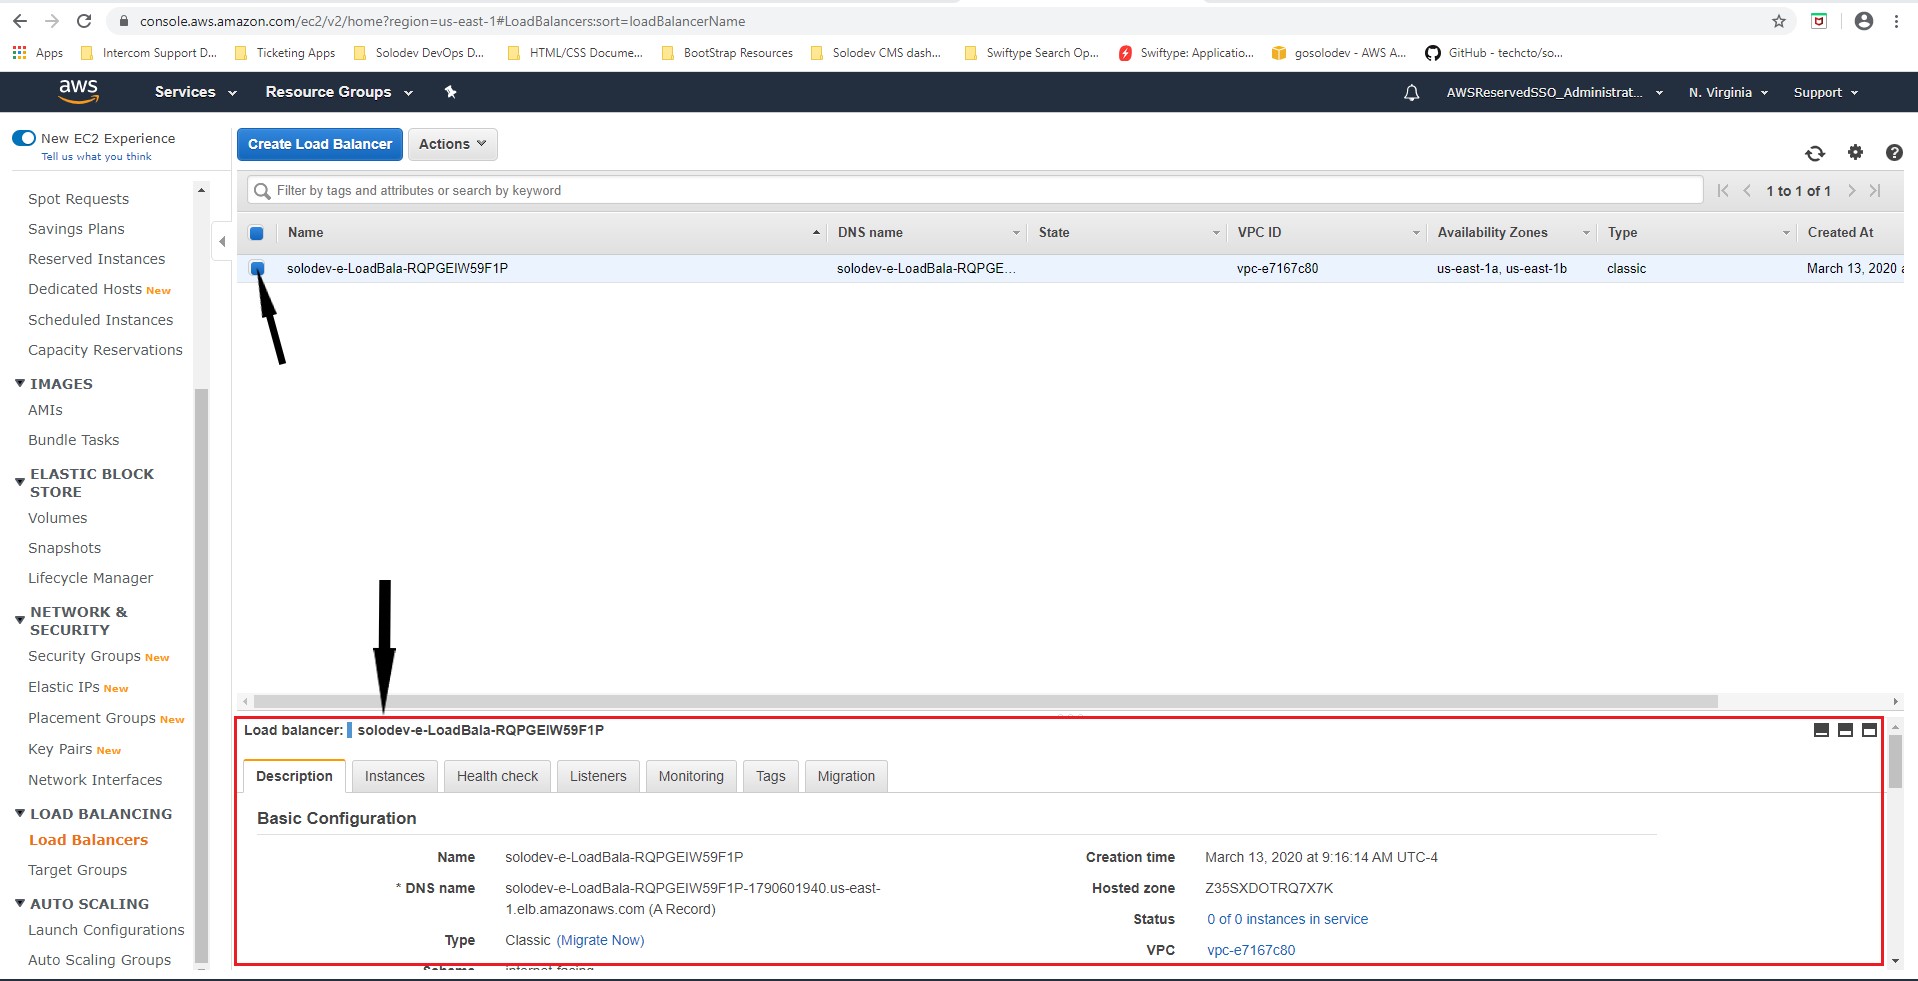 console.aws.amazon.com/ec2/v2/home?region=us-east-1#LoadBalancers:sort=loadBalancerName
Apps Intercom Support D... Ticketing Apps Solodev DevOps D... HTML/CSS Docume... BootStrap Resources Solodev CMS dash... Swiftype Search Op... Swiftype: Applicatio... gosolodev - AWS A... GitHub - techcto/so...
aws Services Resource Groups AWSReservedSSO_Administrat... N. Virginia Support
New EC2 Experience
Tell us what you think
Spot Requests
Savings Plans
Reserved Instances
Dedicated Hosts New
Scheduled Instances
Capacity Reservations
IMAGES
AMIs
Bundle Tasks
ELASTIC BLOCK
STORE
Volumes
Snapshots
Lifecycle Manager
NETWORK &
SECURITY
Security Groups New
Elastic IPs New
Placement Groups New
Key Pairs New
Network Interfaces
LOAD BALANCING
Load Balancers
Target Groups
AUTO SCALING
Launch Configurations
Auto Scaling Groups
Create Load Balancer Actions
Filter by tags and attributes or search by keyword 1 to 1 of 1
Name DNS name State VPC ID Availability Zones Type Created At
solodev-e-LoadBala-RQPGEIW59F1P solodev-e-LoadBala-RQPGE... vpc-e7167c80 us-east-1a, us-east-1b classic March 13, 2020 a
Load balancer: solodev-e-LoadBala-RQPGEIW59F1P
Description Instances Health check Listeners Monitoring Tags Migration
Basic Configuration
Name solodev-e-LoadBala-RQPGEIW59F1P Creation time March 13, 2020 at 9:16:14 AM UTC-4
* DNS name solodev-e-LoadBala-RQPGEIW59F1P-1790601940.us-east- Hosted zone Z35SXDOTRQ7X7K
1.elb.amazonaws.com (A Record) Status 0 of 0 instances in service
Type Classic (Migrate Now) VPC vpc-e7167c80
Scheme internet-facing